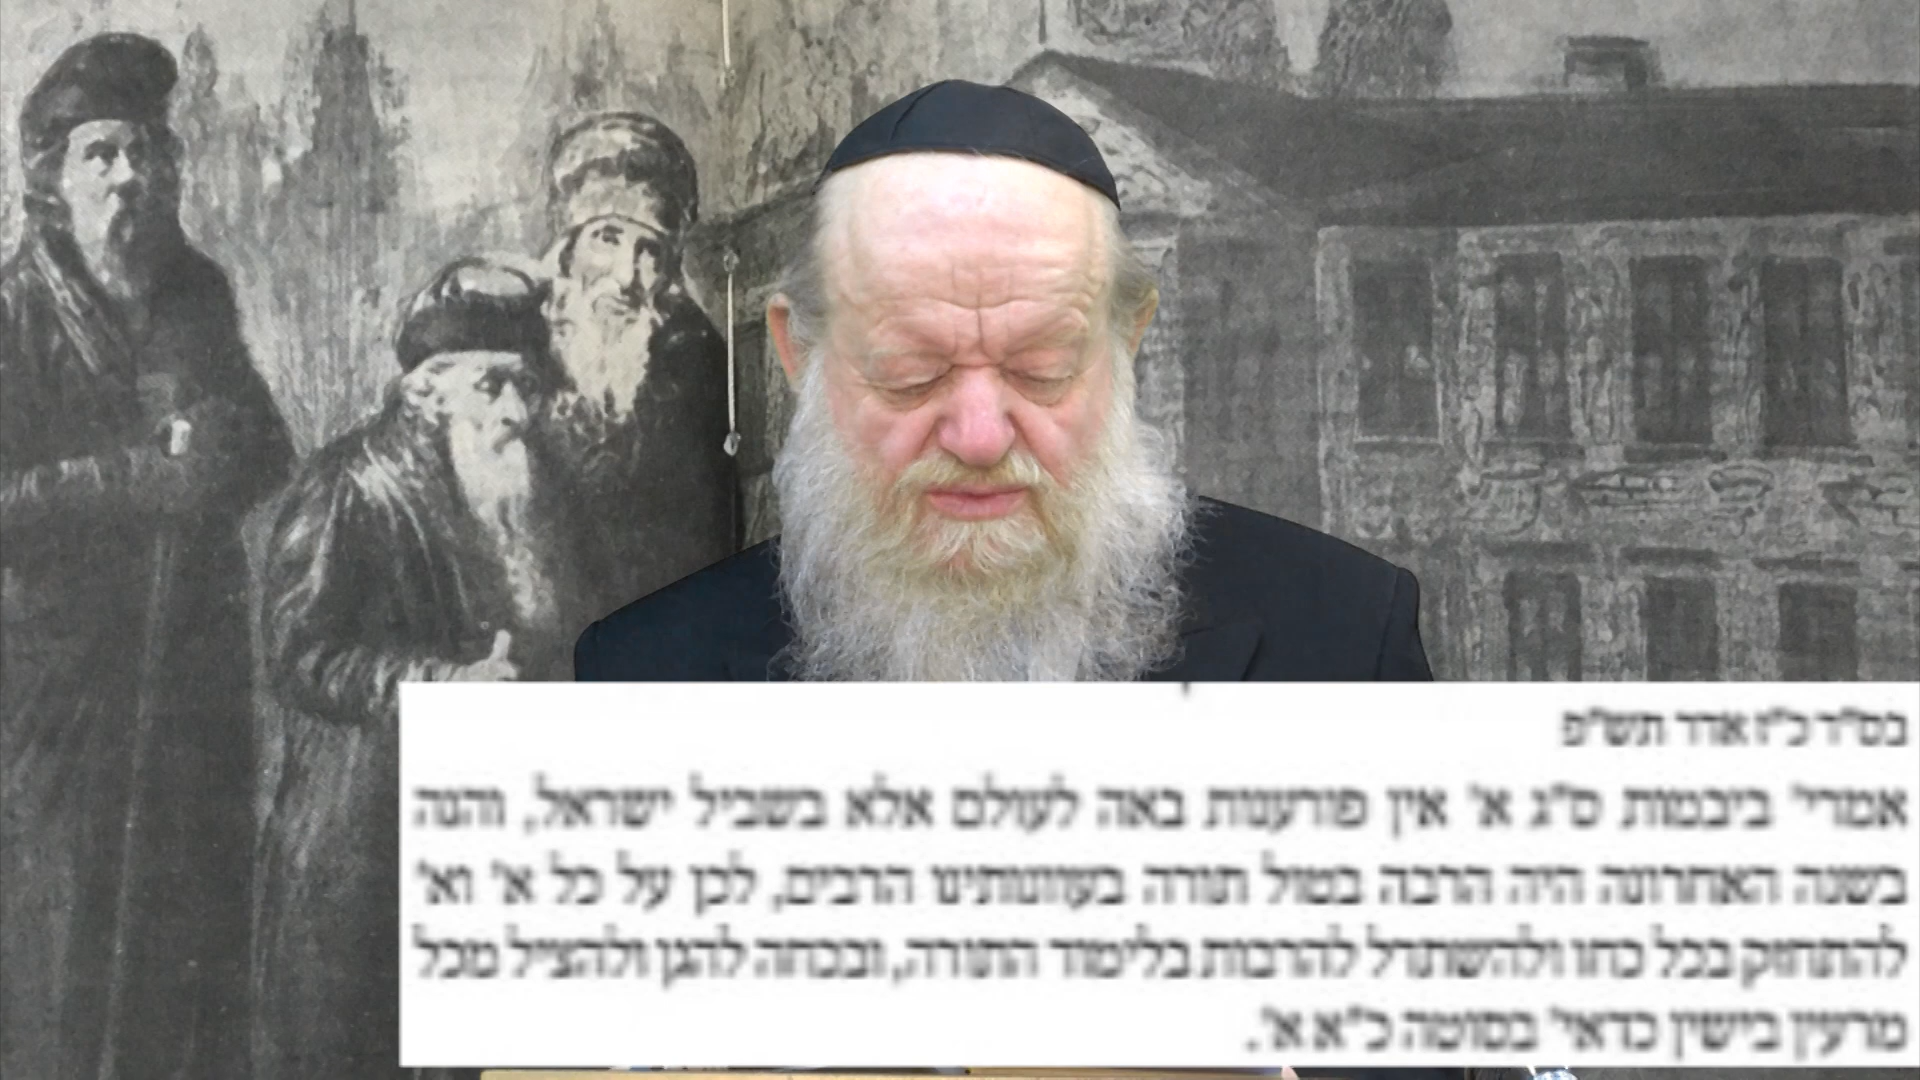 בס"ד כ"ז אדר תש"פ
אמרי' ביבמות ס"ג א' אין פורענות באה לעולם אלא בשביל ישראל, והנה
בשנה האחרונה היה הרבה בטול תורה בעוונותינו הרבים, לכן על כל א' וא'
להתחזק בכל כחו ולהשתדל להרבות בלימוד התורה, ובכחה להגן ולהציל מכל
מרעין בישין כדאי' בסוטה כ"א א'.